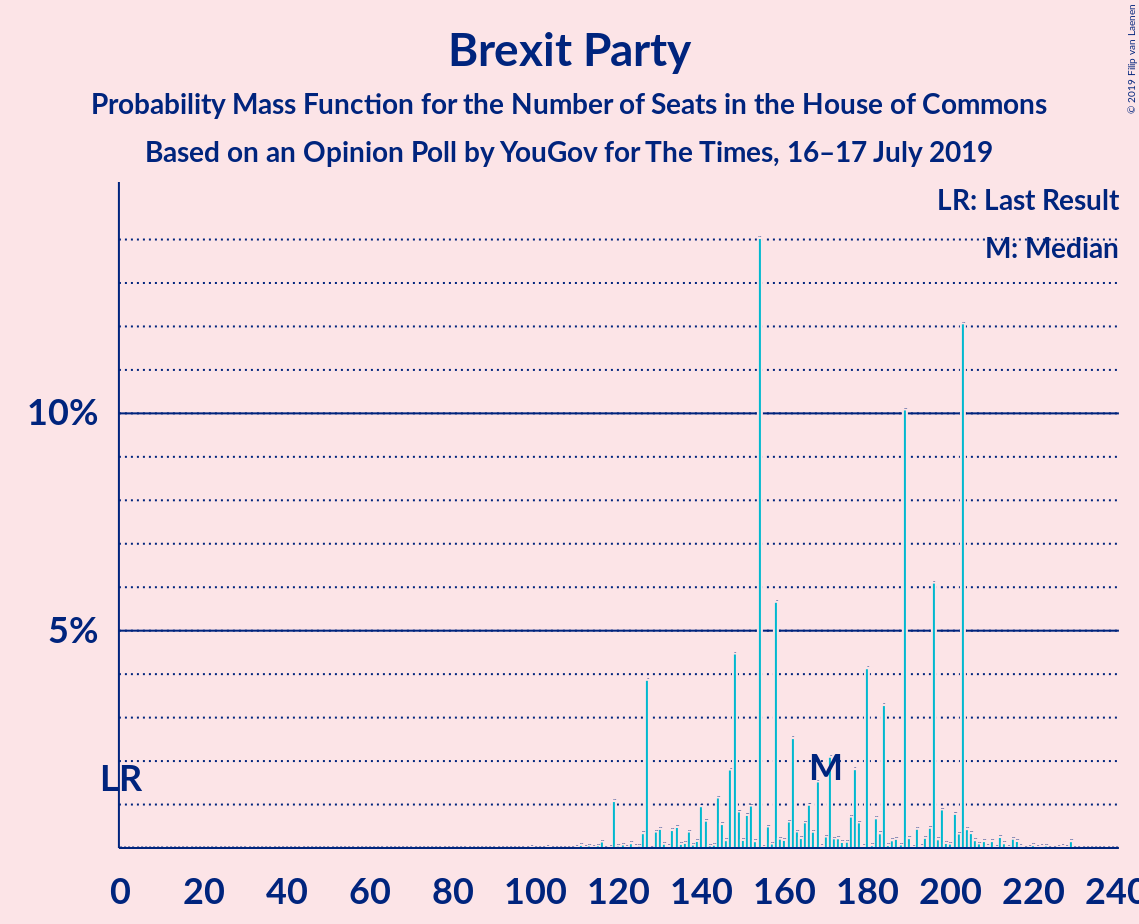 Brexit Party
Probability Mass Function for the Number of Seats in the House of Commons
Based on an Opinion Poll by YouGov for The Times, 16–17 July 2019
© 2019 Filip van Laenen
LR: Last Result
M: Median
10%
5%
LR
M
0 20 40 60 80 100 120 140 160 180 200 220 240